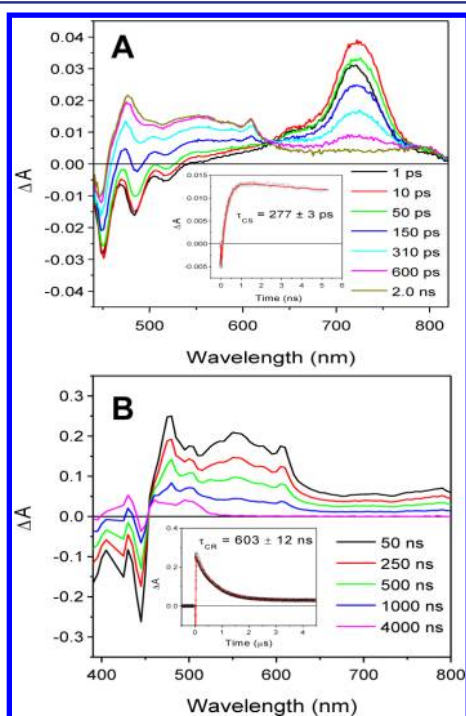 A
0.04
0.03
0.02
0.01
0.00
-0.01
-0.02
-0.03
-0.04
ΔA
1 ps
10 ps
50 ps
150 ps
310 ps
600 ps
2.0 ns
0.015
0.010
0.005
0.000
-0.005
ΔA
τCS = 277 ± 3 ps
0 1 2 3 4 5 6
Time (ns)
500 600 700 800
Wavelength (nm)
B
0.3
0.2
0.1
0.0
-0.1
-0.2
-0.3
ΔA
50 ns
250 ns
500 ns
1000 ns
4000 ns
0.4
0.2
0.0
ΔA
τCR = 603 ± 12 ns
0 1 2 3 4
Time (μs)
400 500 600 700 800
Wavelength (nm)